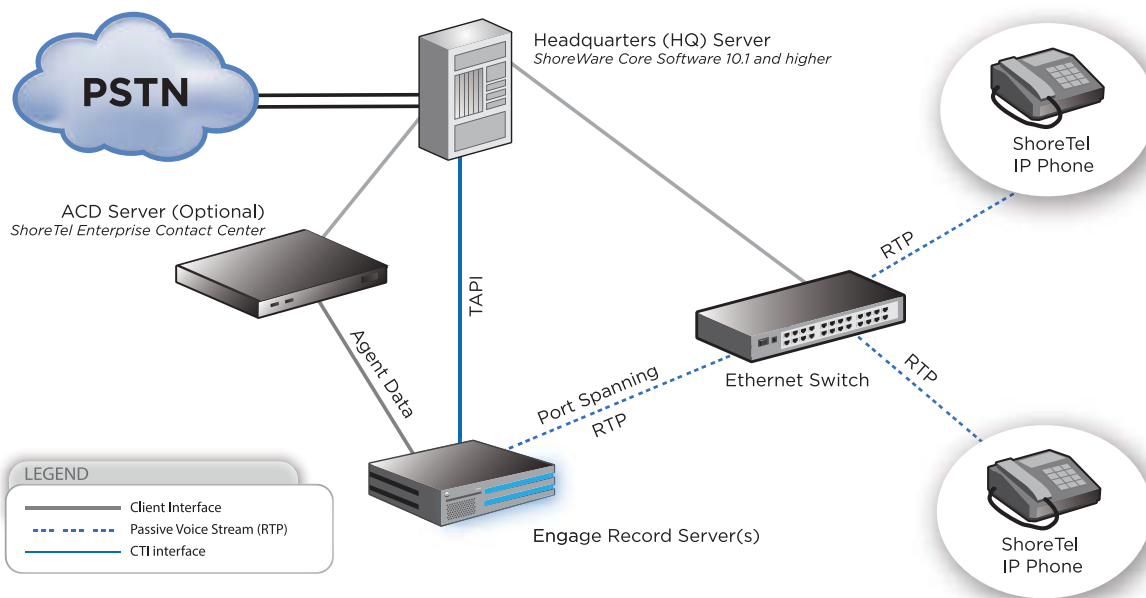 PSTN
Headquarters (HQ) Server
ShoreWare Core Software 10.1 and higher
ShoreTel
IP Phone
ACD Server (Optional)
ShoreTel Enterprise Contact Center
RTP
TAPI
Agent Data
Port Spanning
RTP
Ethernet Switch
RTP
LEGEND
Client Interface
Passive Voice Stream (RTP)
CTI interface
Engage Record Server(s)
ShoreTel
IP Phone